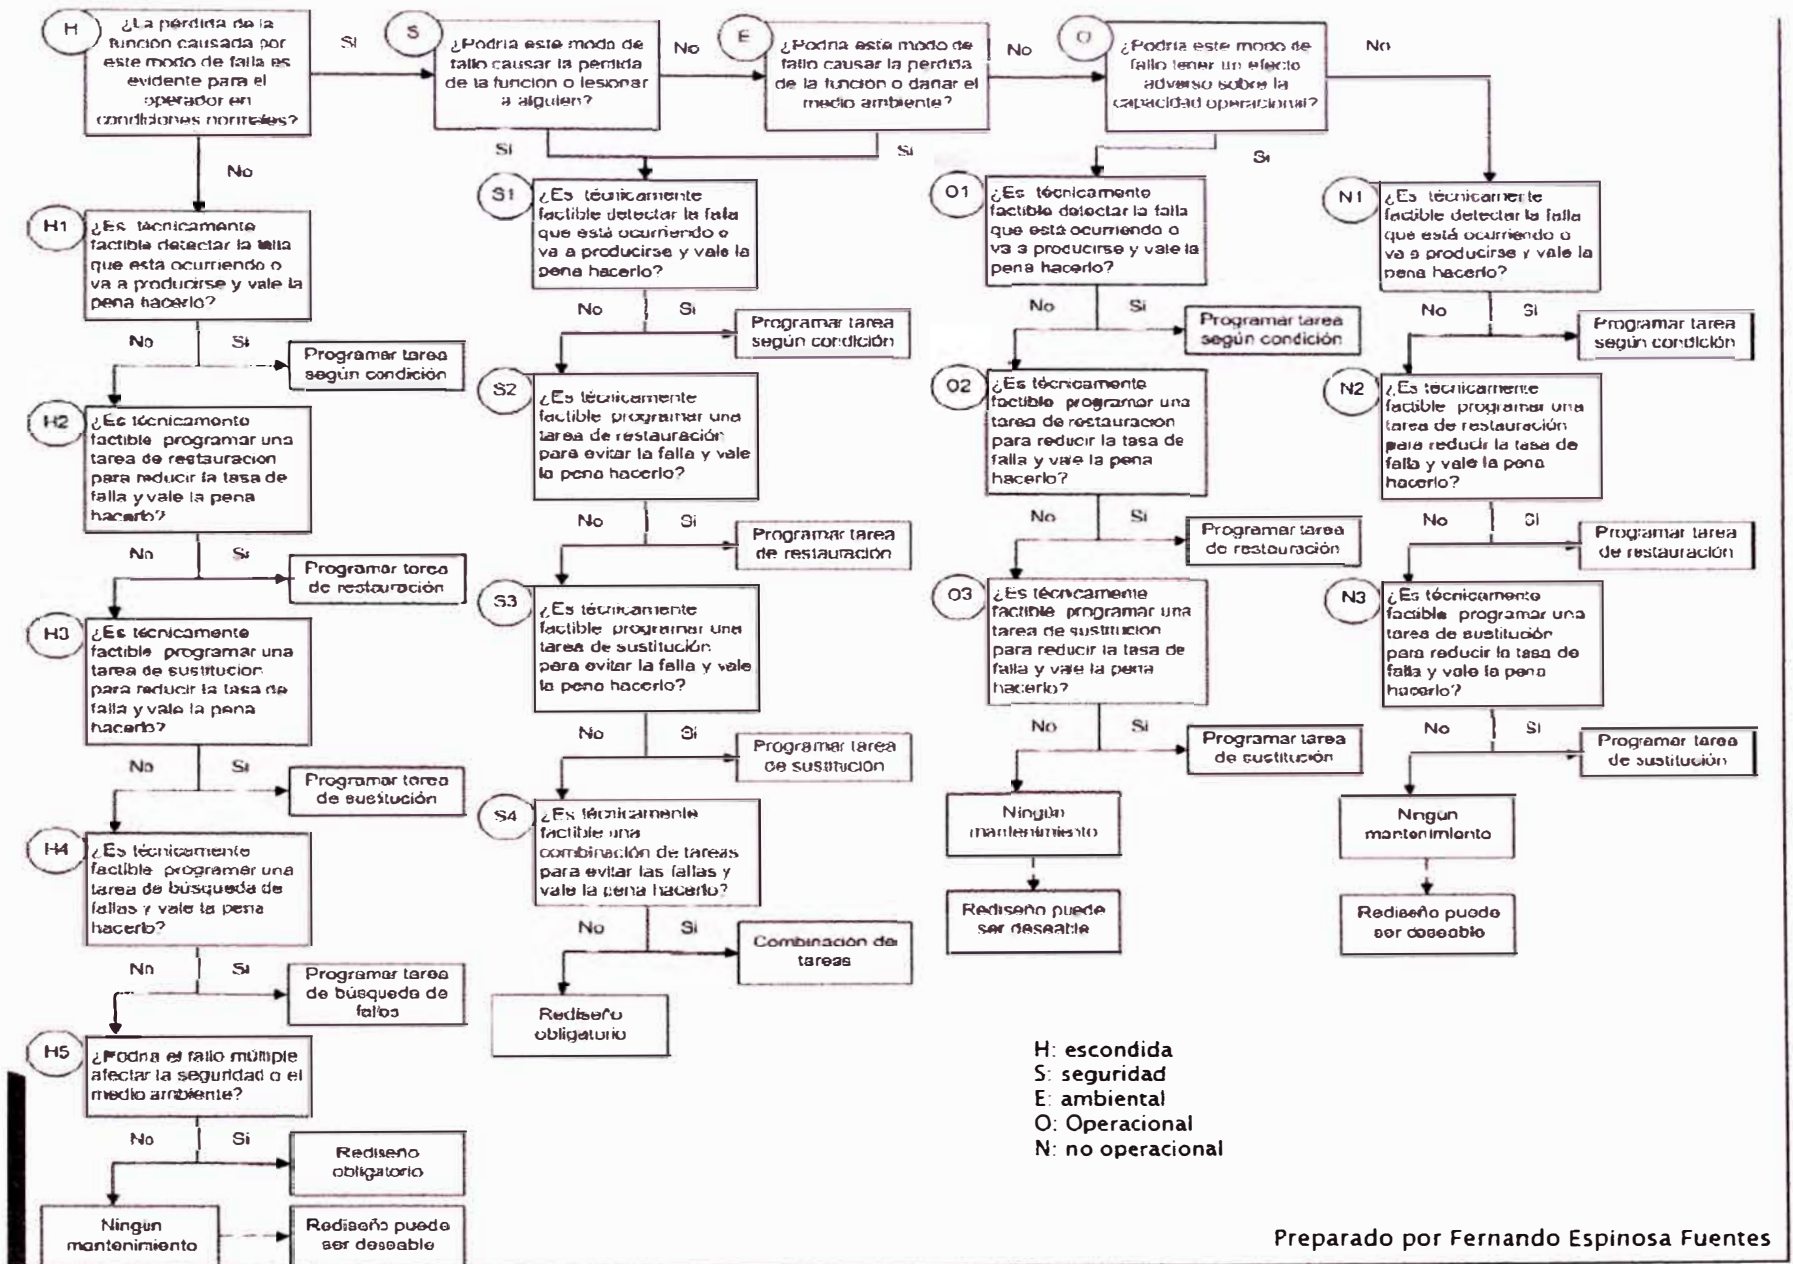 H
¿La pérdida de la
función causada por
este modo de falla es
evidente para el
operador en
condiciones normales?
Si
S
¿Podría este modo de
fallo causar la perdida
de la función o lesionar
a alguien?
No
E
¿Podría este modo de
fallo causar la perdida
de la función o dañar el
medio ambiente?
No
O
¿Podría este modo de
fallo tener un efecto
adverso sobre la
capacidad operacional?
No
No
Si
Si
Si
H1
¿Es técnicamente
factible detectar la falla
que está ocurriendo o
va a producirse y vale la
pena hacerlo?
No
Si
Programar tarea
según condición
H2
¿Es técnicamente
factible programar una
tarea de restauración
para reducir la tasa de
falla y vale la pena
hacerlo?
No
Si
Programar tarea
de restauración
H3
¿Es técnicamente
factible programar una
tarea de sustitución
para reducir la tasa de
falla y vale la pena
hacerlo?
No
Si
Programar tarea
de sustitución
H4
¿Es técnicamente
factible programar una
tarea de búsqueda de
fallas y vale la pena
hacerlo?
No
Si
Programar tarea
de búsqueda de
fallos
H5
¿Podría el fallo múltiple
afectar la seguridad o el
medio ambiente?
No
Si
Rediseño
obligatorio
Ningún
mantenimiento
Rediseño puede
ser deseable
S1
¿Es técnicamente
factible detectar la falla
que está ocurriendo o
va a producirse y vale la
pena hacerlo?
No
Si
Programar tarea
según condición
S2
¿Es técnicamente
factible programar una
tarea de restauración
para evitar la falla y vale
la pena hacerlo?
No
Si
Programar tarea
de restauración
S3
¿Es técnicamente
factible programar una
tarea de sustitución
para evitar la falla y vale
la pena hacerlo?
No
Si
Programar tarea
de sustitución
S4
¿Es técnicamente
factible una
combinación de tareas
para evitar las fallas y
vale la pena hacerlo?
No
Si
Combinación de
tareas
Rediseño
obligatorio
O1
¿Es técnicamente
factible detectar la falla
que está ocurriendo o
va a producirse y vale la
pena hacerlo?
No
Si
Programar tarea
según condición
O2
¿Es técnicamente
factible programar una
tarea de restauración
para reducir la tasa de
falla y vale la pena
hacerlo?
No
Si
Programar tarea
de restauración
O3
¿Es técnicamente
factible programar una
tarea de sustitución
para reducir la tasa de
falla y vale la pena
hacerlo?
No
Si
Programar tarea
de sustitución
Ningún
mantenimiento
Rediseño puede
ser deseable
N1
¿Es técnicamente
factible detectar la falla
que está ocurriendo o
va a producirse y vale la
pena hacerlo?
No
Si
Programar tarea
según condición
N2
¿Es técnicamente
factible programar una
tarea de restauración
para reducir la tasa de
falla y vale la pena
hacerlo?
No
Si
Programar tarea
de restauración
N3
¿Es técnicamente
factible programar una
tarea de sustitución
para reducir la tasa de
falla y vale la pena
hacerlo?
No
Si
Programar tarea
de sustitución
Ningún
mantenimiento
Rediseño puede
ser deseable
H: escondida
S: seguridad
E: ambiental
O: Operacional
N: no operacional
Preparado por Fernando Espinosa Fuentes